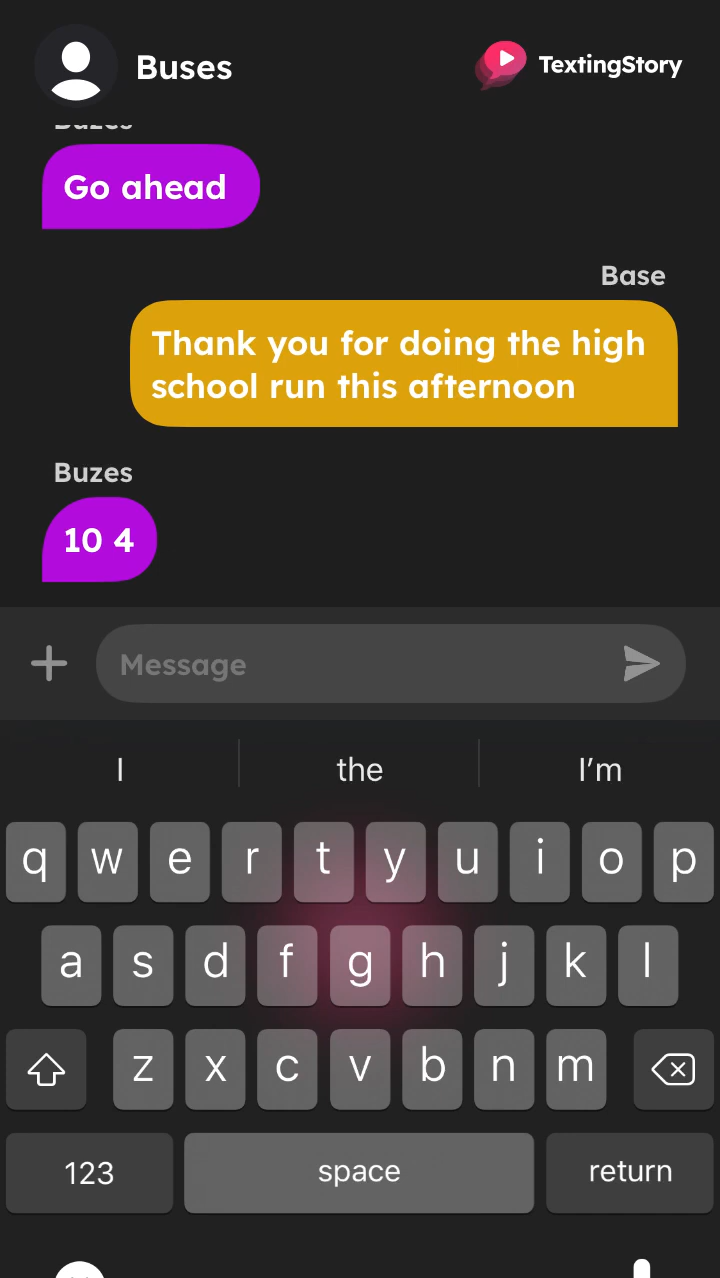 Buses
TextingStory
Buzes
Go ahead
Base
Thank you for doing the high
school run this afternoon
Buzes
10 4
Message
I
the
I'm
q w e r t y u i o p
a s d f g h j k l
z x c v b n m
123
space
return